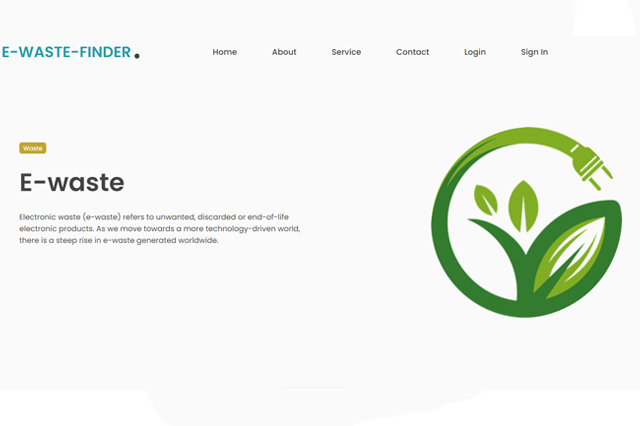 E-WASTE-FINDER.
Home About Service Contact Login Sign In
Waste
E-waste
Electronic waste (e-waste) refers to unwanted, discarded or end-of-life
electronic products. As we move towards a more technology-driven world,
there is a steep rise in e-waste generated worldwide.